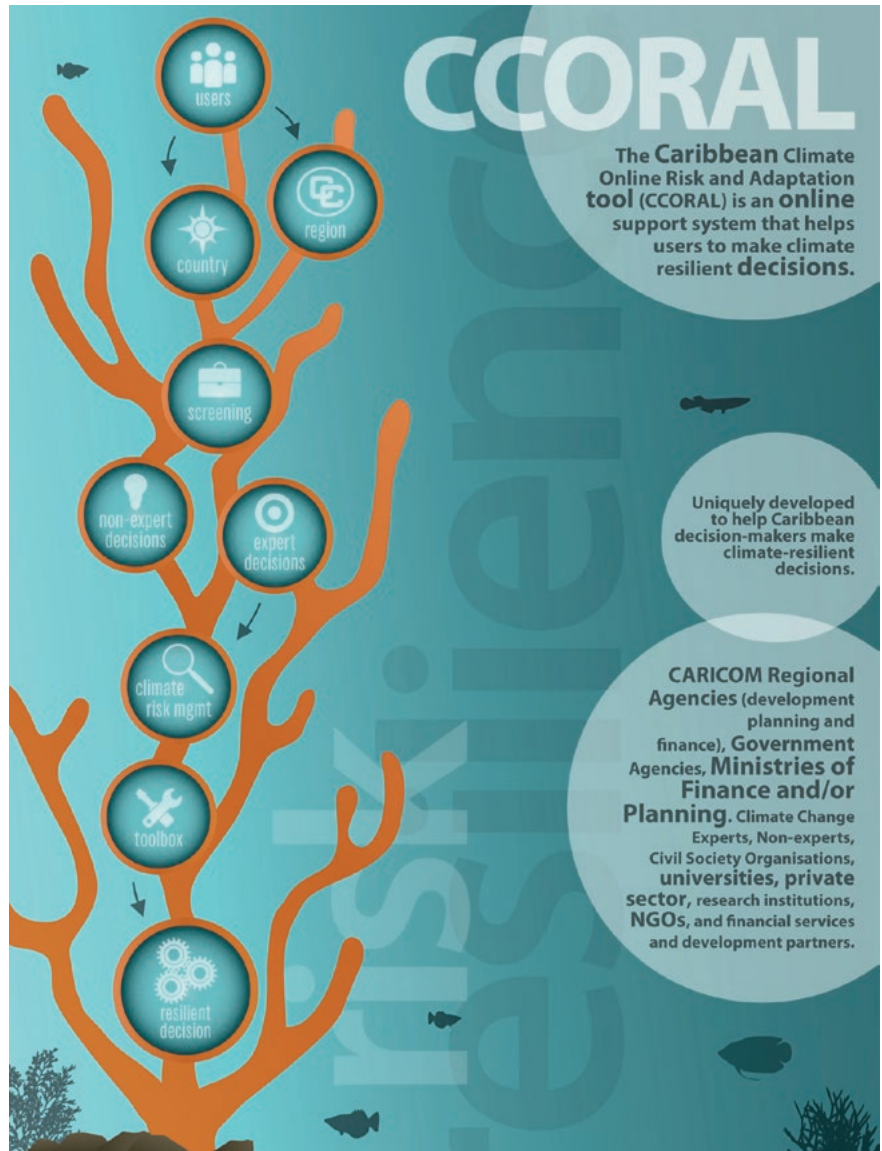 users
country
CC
region
screening
non-expert
decisions
expert
decisions
climate
risk mgmt
toolbox
resilient
decision
risk
resilience
CCORAL
The Caribbean Climate
Online Risk and Adaptation
tool (CCORAL) is an online
support system that helps
users to make climate
resilient decisions.
Uniquely developed
to help Caribbean
decision-makers make
climate-resilient
decisions.
CARICOM Regional
Agencies (development
planning and
finance), Government
Agencies, Ministries of
Finance and/or
Planning. Climate Change
Experts, Non-experts,
Civil Society Organisations,
universities, private
sector, research institutions,
NGOs, and financial services
and development partners.